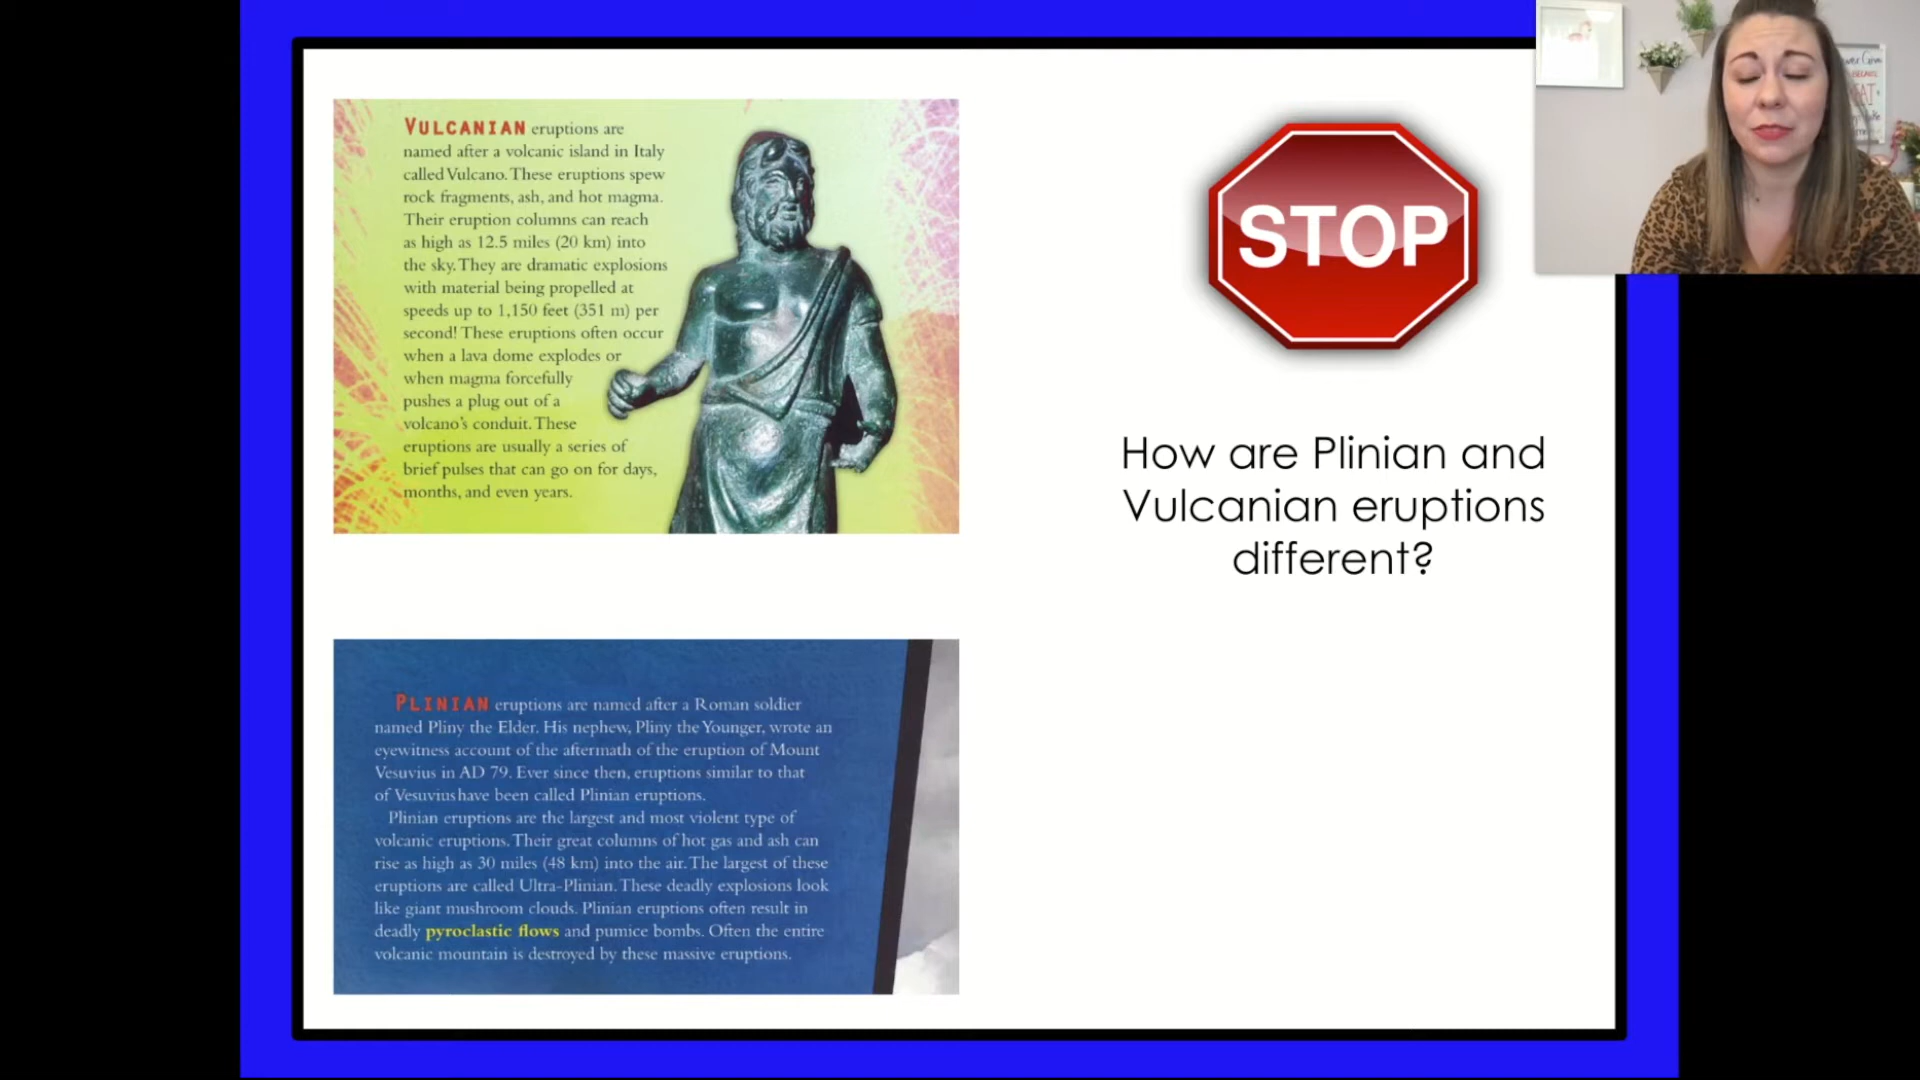 VULCANIAN eruptions are
named after a volcanic island in Italy
called Vulcano. These eruptions spew
rock fragments, ash, and hot magma.
Their eruption columns can reach
as high as 12.5 miles (20 km) into
the sky. They are dramatic explosions
with material being propelled at
speeds up to 1,150 feet (351 m) per
second! These eruptions often occur
when a lava dome explodes or
when magma forcefully
pushes a plug out of a
volcano's conduit. These
eruptions are usually a series of
brief pulses that can go on for days,
months, and even years.
PLINIAN eruptions are named after a Roman soldier
named Pliny the Elder. His nephew, Pliny the Younger, wrote an
eyewitness account of the aftermath of the eruption of Mount
Vesuvius in AD 79. Ever since then, eruptions similar to that
of Vesuvius have been called Plinian eruptions.
Plinian eruptions are the largest and most violent type of
volcanic eruptions. Their great columns of hot gas and ash can
rise as high as 30 miles (48 km) into the air. The largest of these
eruptions are called Ultra-Plinian. These deadly explosions look
like giant mushroom clouds. Plinian eruptions often result in
deadly pyroclastic flows and pumice bombs. Often the entire
volcanic mountain is destroyed by these massive eruptions.
STOP
How are Plinian and
Vulcanian eruptions
different?
BECAUSE